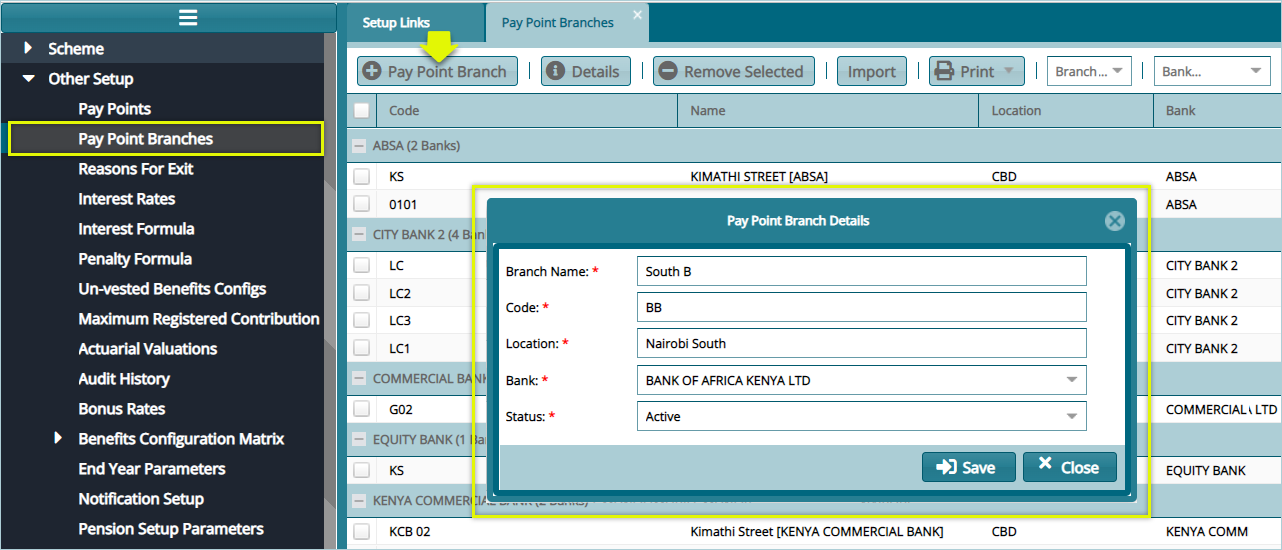 Scheme
Other Setup
Pay Points
Pay Point Branches
Reasons For Exit
Interest Rates
Interest Formula
Penalty Formula
Un-vested Benefits Configs
Maximum Registered Contribution
Actuarial Valuations
Audit History
Bonus Rates
Benefits Configuration Matrix
End Year Parameters
Notification Setup
Pension Setup Parameters
Setup Links Pay Point Branches
Pay Point Branch Details Remove Selected Import Print Branch... Bank...
Code Name Location Bank
ABSA (2 Banks)
KS KIMATHI STREET [ABSA] CBD ABSA
0101 ABSA
CITY BANK 2 (4 Ban
LC CITY BANK 2
LC2 CITY BANK 2
LC3 CITY BANK 2
LC1 CITY BANK 2
COMMERCIAL BANK
G02 COMMERCIAL LTD
EQUITY BANK (1 Ba
KS EQUITY BANK
KENYA COMMERCIAL BANK (2 Banks)
KCB 02 Kimathi Street [KENYA COMMERCIAL BANK] CBD KENYA COMM
Pay Point Branch Details
Branch Name: * South B
Code: * BB
Location: * Nairobi South
Bank: * BANK OF AFRICA KENYA LTD
Status: * Active
Save Close